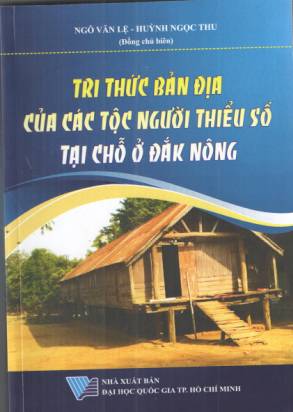 NGÔ VĂN LỆ - HUỲNH NGỌC THU
(Đồng chủ biên)
TRI THỨC BẢN ĐỊA
CỦA CÁC TỘC NGƯỜI THIỂU SỐ
TẠI CHỖ Ở ĐẮK NÔNG
NHÀ XUẤT BẢN
ĐẠI HỌC QUỐC GIA TP. HỒ CHÍ MINH